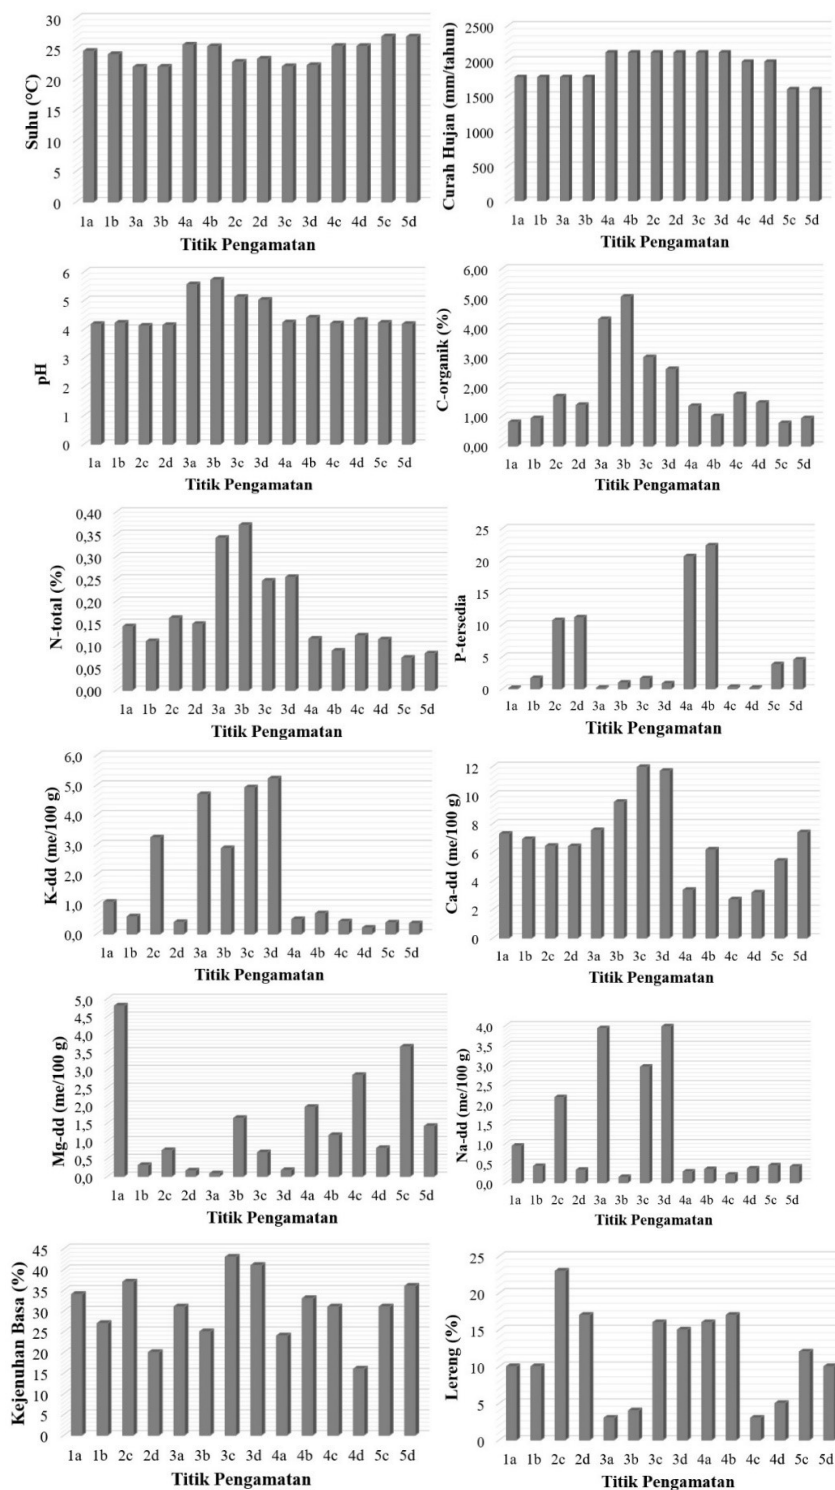 Suhu (°C)
30
25
20
15
10
5
0
1a 1b 3a 3b 4a 4b 2c 2d 3c 3d 4c 4d 5c 5d
Titik Pengamatan
Curah Hujan (mm/tahun)
2500
2000
1500
1000
500
0
1a 1b 3a 3b 4a 4b 2c 2d 3c 3d 4c 4d 5c 5d
Titik Pengamatan
pH
6
5
4
3
2
1
0
1a 1b 2c 2d 3a 3b 3c 3d 4a 4b 4c 4d 5c 5d
Titik Pengamatan
C-organik (%)
6,00
5,00
4,00
3,00
2,00
1,00
0,00
1a 1b 2c 2d 3a 3b 3c 3d 4a 4b 4c 4d 5c 5d
Titik Pengamatan
N-total (%)
0,40
0,35
0,30
0,25
0,20
0,15
0,10
0,05
0,00
1a 1b 2c 2d 3a 3b 3c 3d 4a 4b 4c 4d 5c 5d
Titik Pengamatan
P-tersedia
25
20
15
10
5
0
1a 1b 2c 2d 3a 3b 3c 3d 4a 4b 4c 4d 5c 5d
Titik Pengamatan
K-dd (me/100 g)
6,0
5,0
4,0
3,0
2,0
1,0
0,0
1a 1b 2c 2d 3a 3b 3c 3d 4a 4b 4c 4d 5c 5d
Titik Pengamatan
Ca-dd (me/100 g)
12
10
8
6
4
2
0
1a 1b 2c 2d 3a 3b 3c 3d 4a 4b 4c 4d 5c 5d
Titik Pengamatan
Mg-dd (me/100 g)
5,0
4,5
4,0
3,5
3,0
2,5
2,0
1,5
1,0
0,5
0,0
1a 1b 2c 2d 3a 3b 3c 3d 4a 4b 4c 4d 5c 5d
Titik Pengamatan
Na-dd (me/100 g)
4,0
3,5
3,0
2,5
2,0
1,5
1,0
0,5
0,0
1a 1b 2c 2d 3a 3b 3c 3d 4a 4b 4c 4d 5c 5d
Titik Pengamatan
Kejenuhan Basa (%)
45
40
35
30
25
20
15
10
5
0
1a 1b 2c 2d 3a 3b 3c 3d 4a 4b 4c 4d 5c 5d
Titik Pengamatan
Lereng (%)
25
20
15
10
5
0
1a 1b 2c 2d 3a 3b 3c 3d 4a 4b 4c 4d 5c 5d
Titik Pengamatan